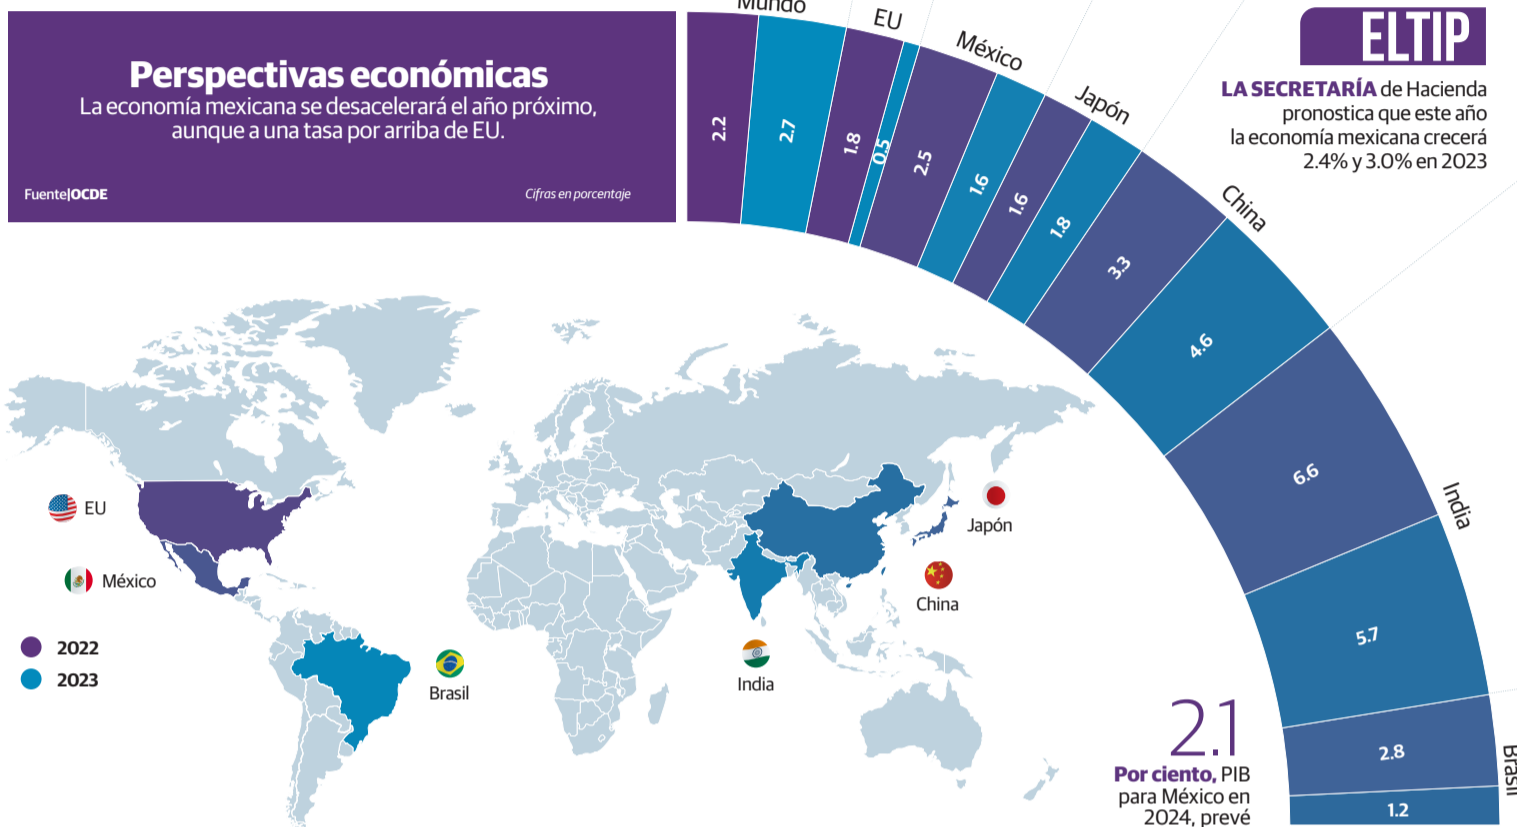 Perspectivas económicas
La economía mexicana se desacelerará el año próximo,
aunque a una tasa por arriba de EU.
Fuente|OCDE
Cifras en porcentaje
Mundo
2.2
2.7
EU
1.8
0.5
México
2.5
1.6
Japón
1.6
1.8
China
3.3
4.6
India
6.6
5.7
Brasil
2.8
1.2
ELTIP
LA SECRETARÍA de Hacienda
pronostica que este año
la economía mexicana crecerá
2.4% y 3.0% en 2023
EU
México
2022
2023
Brasil
India
China
Japón
2.1
Por ciento, PIB
para México en
2024, prevé